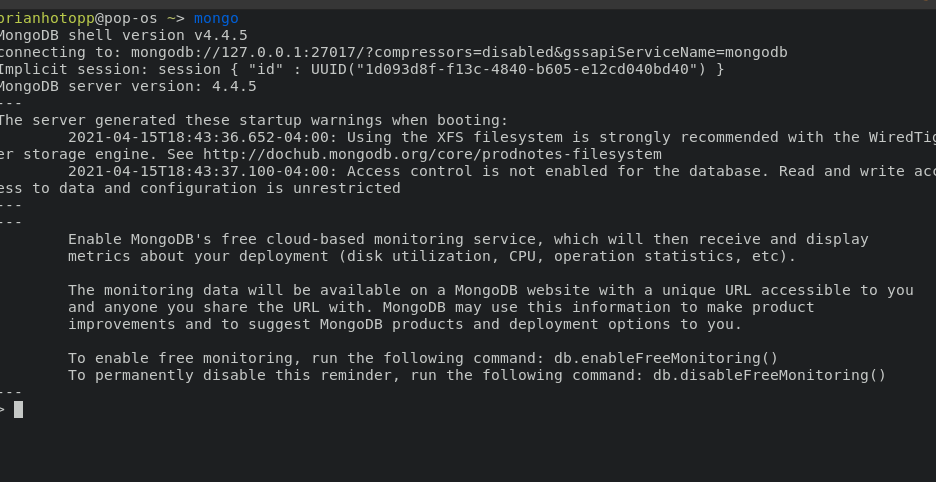 brianhotopp@pop-os ~> mongo
MongoDB shell version v4.4.5
connecting to: mongodb://127.0.0.1:27017/?compressors=disabled&gssapiServiceName=mongodb
Implicit session: session { "id" : UUID("1d093d8f-f13c-4840-b605-e12cd040bd40") }
MongoDB server version: 4.4.5
---
The server generated these startup warnings when booting:
        2021-04-15T18:43:36.652-04:00: Using the XFS filesystem is strongly recommended with the WiredTig
er storage engine. See http://dochub.mongodb.org/core/prodnotes-filesystem
        2021-04-15T18:43:37.100-04:00: Access control is not enabled for the database. Read and write acc
ess to data and configuration is unrestricted
---
---
        Enable MongoDB's free cloud-based monitoring service, which will then receive and display
        metrics about your deployment (disk utilization, CPU, operation statistics, etc).

        The monitoring data will be available on a MongoDB website with a unique URL accessible to you
        and anyone you share the URL with. MongoDB may use this information to make product
        improvements and to suggest MongoDB products and deployment options to you.

        To enable free monitoring, run the following command: db.enableFreeMonitoring()
        To permanently disable this reminder, run the following command: db.disableFreeMonitoring()
---
>